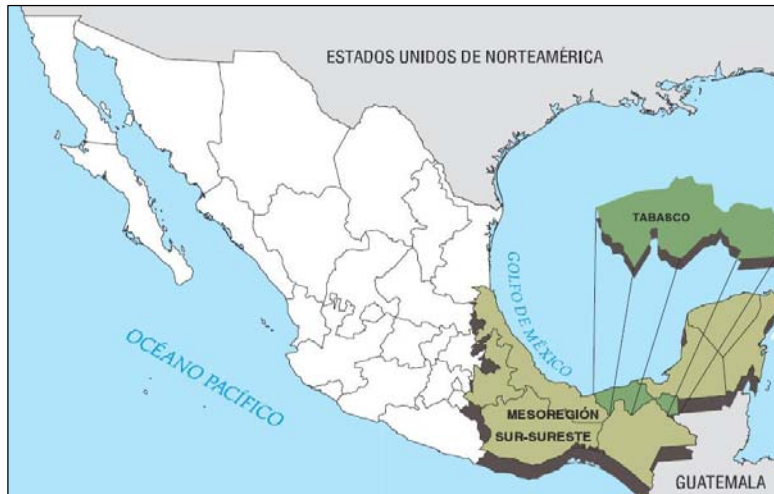 ESTADOS UNIDOS DE NORTEAMÉRICA
TABASCO
GOLFO DE MÉXICO
OCÉANO PACÍFICO
MESOREGIÓN
SUR-SURESTE
GUATEMALA